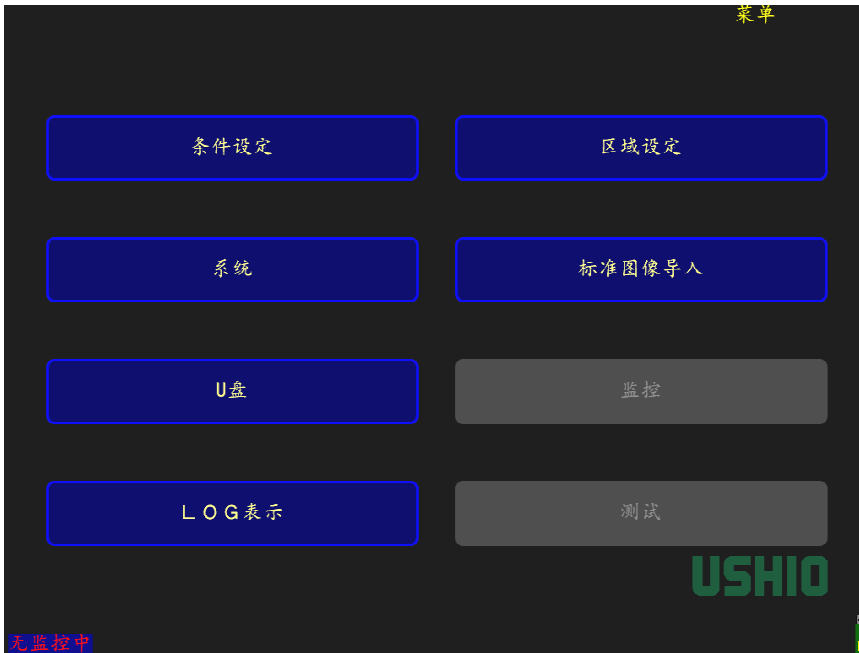 菜单
条件设定
区域设定
系统
标准图像导入
U盘
监控
ＬＯＧ表示
测试
USHIO
无监控中